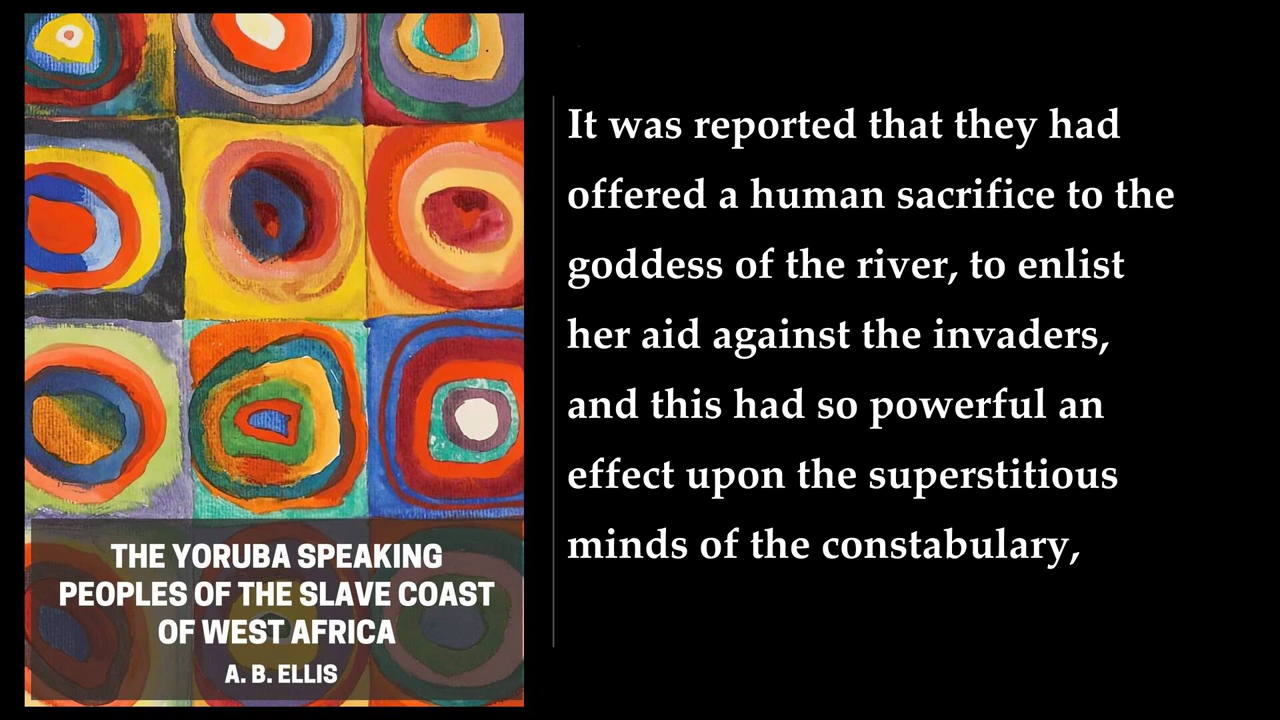 THE YORUBA SPEAKING
PEOPLES OF THE SLAVE COAST
OF WEST AFRICA
A. B. ELLIS
It was reported that they had
offered a human sacrifice to the
goddess of the river, to enlist
her aid against the invaders,
and this had so powerful an
effect upon the superstitious
minds of the constabulary,